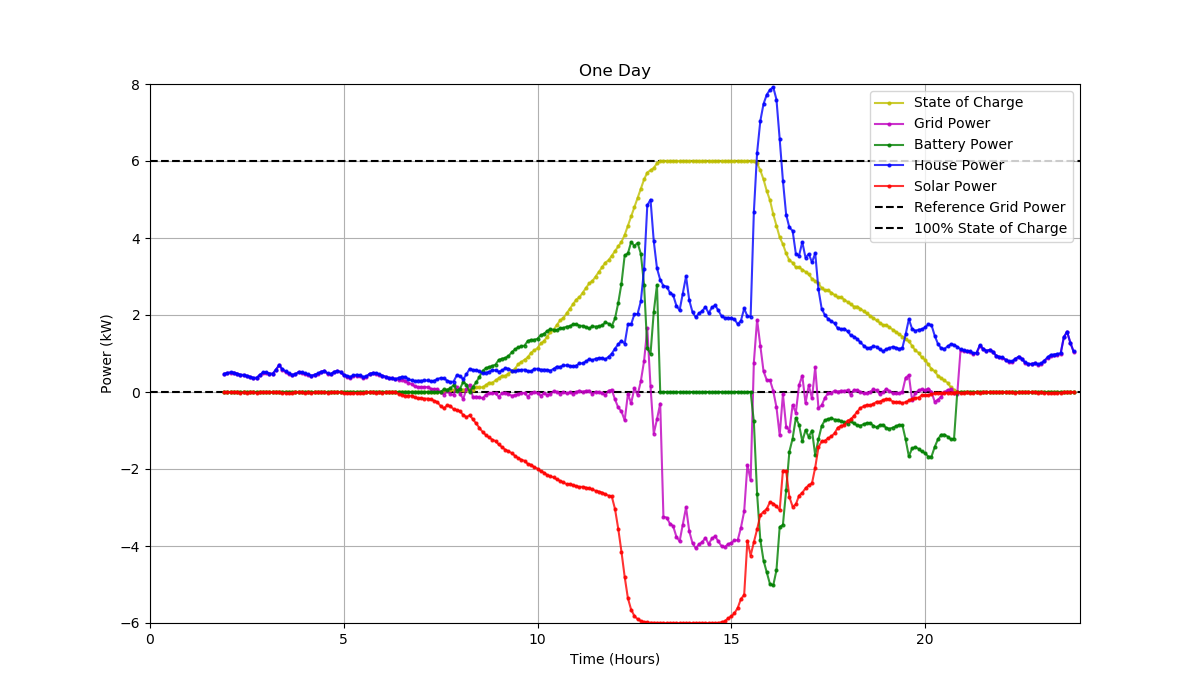 One Day
8
6
4
2
0
−2
−4
−6
Power (kW)
0
5
10
15
20
Time (Hours)
State of Charge
Grid Power
Battery Power
House Power
Solar Power
Reference Grid Power
100% State of Charge